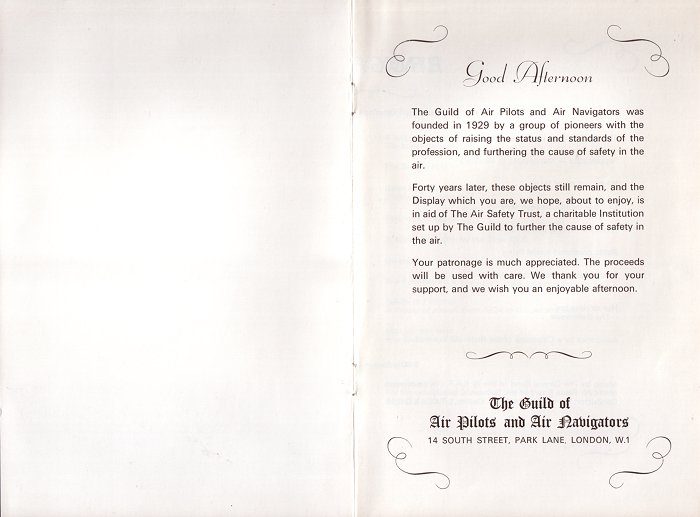 Good Afternoon
The Guild of Air Pilots and Air Navigators was
founded in 1929 by a group of pioneers with the
objects of raising the status and standards of the
profession, and furthering the cause of safety in the
air.
Forty years later, these objects still remain, and the
Display which you are, we hope, about to enjoy, is
in aid of The Air Safety Trust, a charitable Institution
set up by The Guild to further the cause of safety in
the air.
Your patronage is much appreciated. The proceeds
will be used with care. We thank you for your
support, and we wish you an enjoyable afternoon.
The Guild of
Air Pilots and Air Navigators
14 SOUTH STREET, PARK LANE, LONDON, W.1